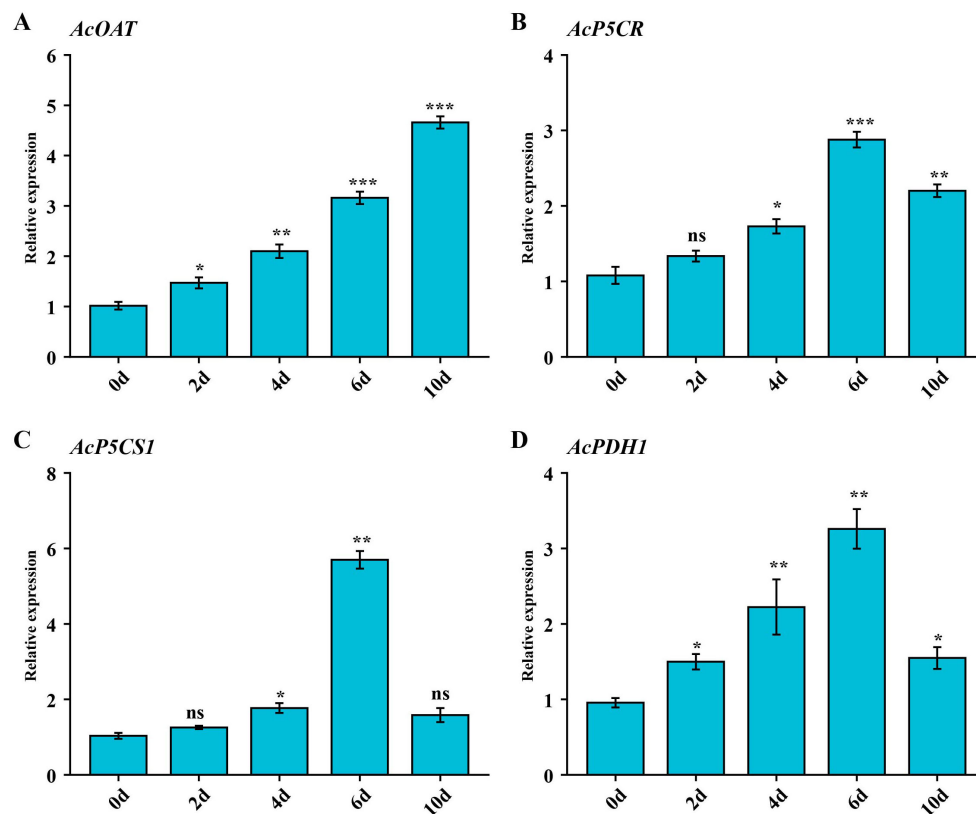 A
AcOAT
Relative expression
6
5
4
3
2
1
0
*
**
***
***
0d
2d
4d
6d
10d
B
AcP5CR
Relative expression
4
3
2
1
0
ns
*
***
**
0d
2d
4d
6d
10d
C
AcP5CS1
Relative expression
8
6
4
2
0
ns
*
**
ns
0d
2d
4d
6d
10d
D
AcPDH1
Relative expression
4
3
2
1
0
*
**
**
*
0d
2d
4d
6d
10d